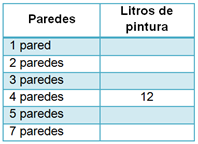 Paredes Litros de
pintura
1 pared
2 paredes
3 paredes
4 paredes 12
5 paredes
7 paredes